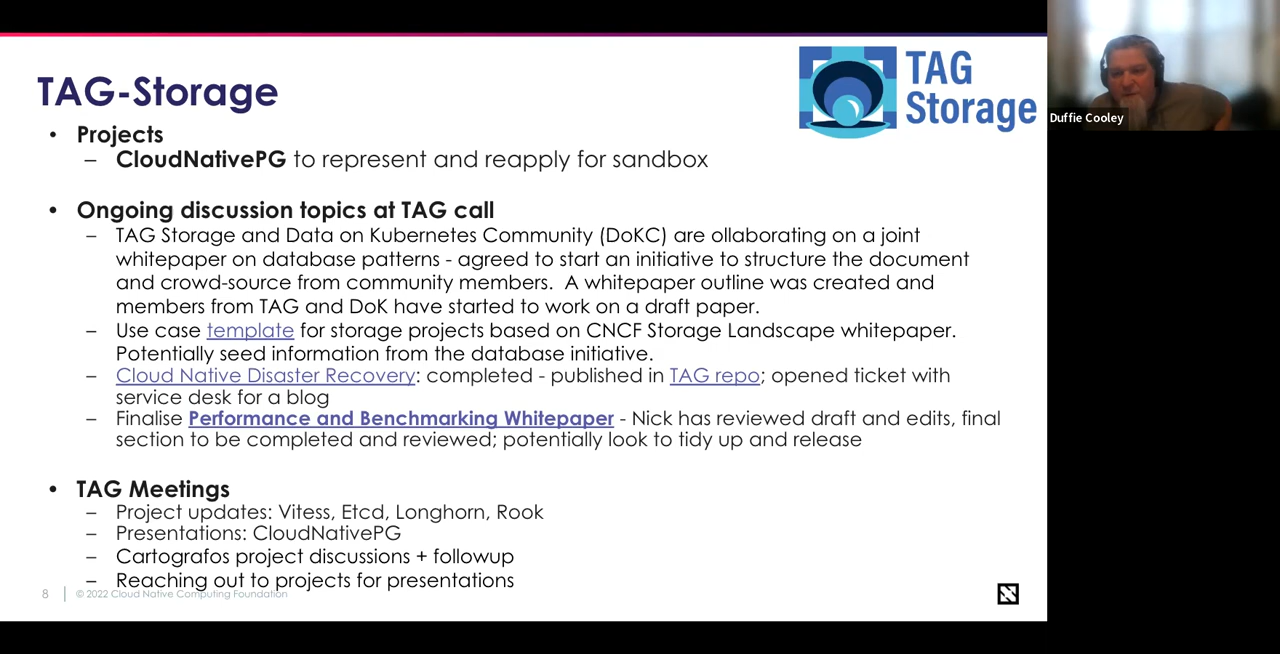 TAG-Storage
TAG
Storage
Duffie Cooley
• Projects
– CloudNativePG to represent and reapply for sandbox
• Ongoing discussion topics at TAG call
– TAG Storage and Data on Kubernetes Community (DoKC) are ollaborating on a joint
whitepaper on database patterns - agreed to start an initiative to structure the document
and crowd-source from community members. A whitepaper outline was created and
members from TAG and DoK have started to work on a draft paper.
– Use case template for storage projects based on CNCF Storage Landscape whitepaper.
Potentially seed information from the database initiative.
– Cloud Native Disaster Recovery: completed - published in TAG repo; opened ticket with
service desk for a blog
– Finalise Performance and Benchmarking Whitepaper - Nick has reviewed draft and edits, final
section to be completed and reviewed; potentially look to tidy up and release
• TAG Meetings
– Project updates: Vitess, Etcd, Longhorn, Rook
– Presentations: CloudNativePG
– Cartografos project discussions + followup
– Reaching out to projects for presentations
8 | © 2022 Cloud Native Computing Foundation